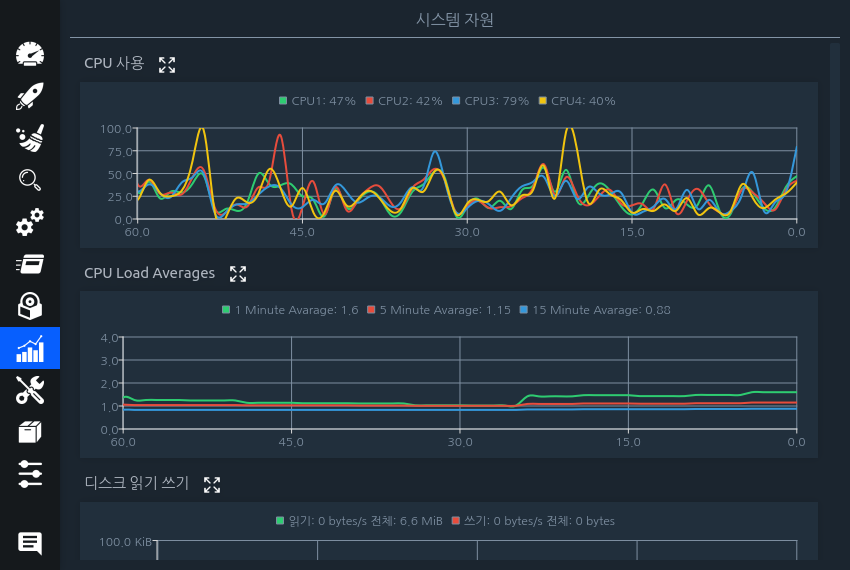 시스템 자원
CPU 사용
CPU1: 47% CPU2: 42% CPU3: 79% CPU4: 40%
100.0
75.0
50.0
25.0
0.0
60.0 45.0 30.0 15.0 0.0
CPU Load Averages
1 Minute Avarage: 1.6 5 Minute Avarage: 1.15 15 Minute Avarage: 0.88
4.0
3.0
2.0
1.0
0.0
60.0 45.0 30.0 15.0 0.0
디스크 읽기 쓰기
읽기: 0 bytes/s 전체: 6.6 MiB 쓰기: 0 bytes/s 전체: 0 bytes
100.0 KiB